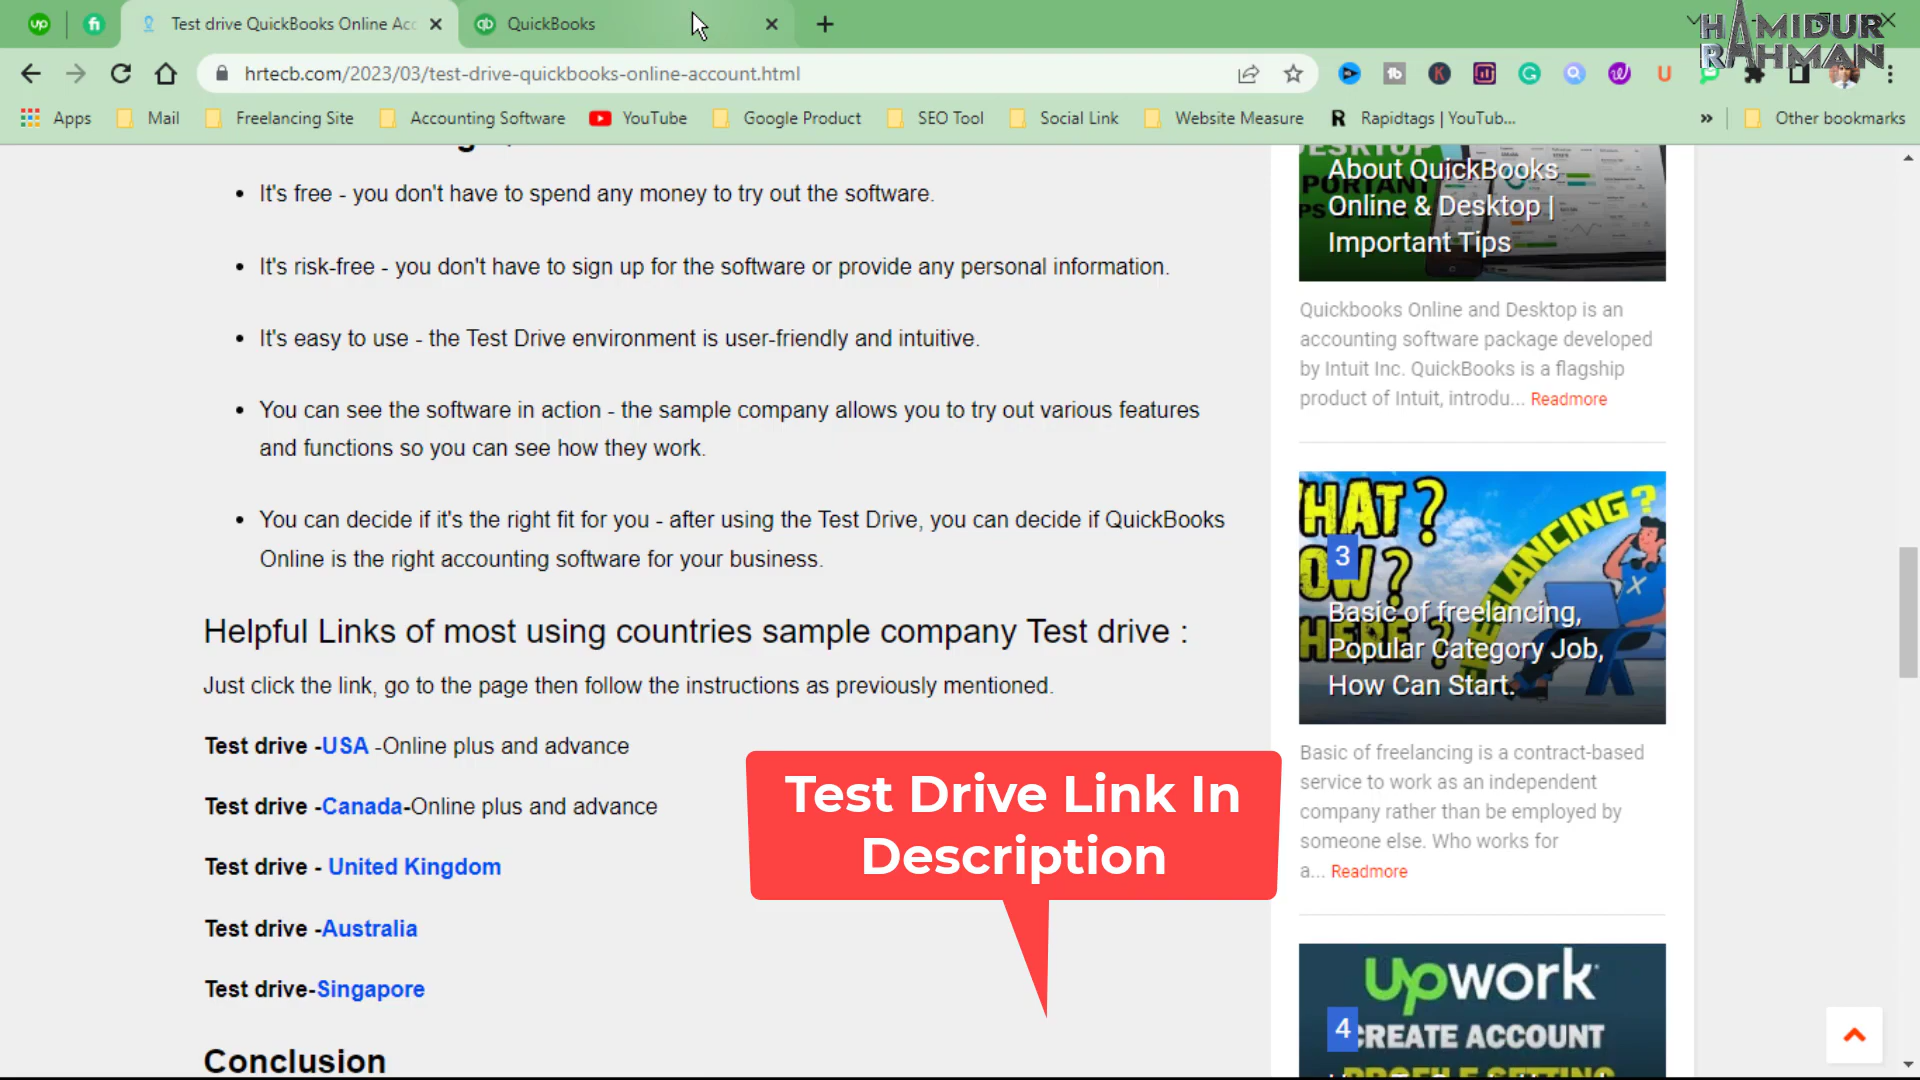 Test drive QuickBooks Online Acc
QuickBooks
HAMIDUR
RAHMAN
hrtecb.com/2023/03/test-drive-quickbooks-online-account.html
Apps
Mail
Freelancing Site
Accounting Software
YouTube
Google Product
SEO Tool
Social Link
Website Measure
Rapidtags | YouTub...
Other bookmarks
• It's free - you don't have to spend any money to try out the software.
• It's risk-free - you don't have to sign up for the software or provide any personal information.
• It's easy to use - the Test Drive environment is user-friendly and intuitive.
• You can see the software in action - the sample company allows you to try out various features
and functions so you can see how they work.
• You can decide if it's the right fit for you - after using the Test Drive, you can decide if QuickBooks
Online is the right accounting software for your business.
Helpful Links of most using countries sample company Test drive :
Just click the link, go to the page then follow the instructions as previously mentioned.
Test drive -USA -Online plus and advance
Test drive -Canada-Online plus and advance
Test drive - United Kingdom
Test drive -Australia
Test drive-Singapore
Conclusion
Test Drive Link In
Description
DESKTOP
About QuickBooks
Online & Desktop |
Important Tips
Quickbooks Online and Desktop is an
accounting software package developed
by Intuit Inc. QuickBooks is a flagship
product of Intuit, introdu... Readmore
WHAT ?
3
FREELANCING?
Basic of freelancing,
Popular Category Job,
How Can Start.
Basic of freelancing is a contract-based
service to work as an independent
company rather than be employed by
someone else. Who works for
a... Readmore
Upwork
4
CREATE ACCOUNT